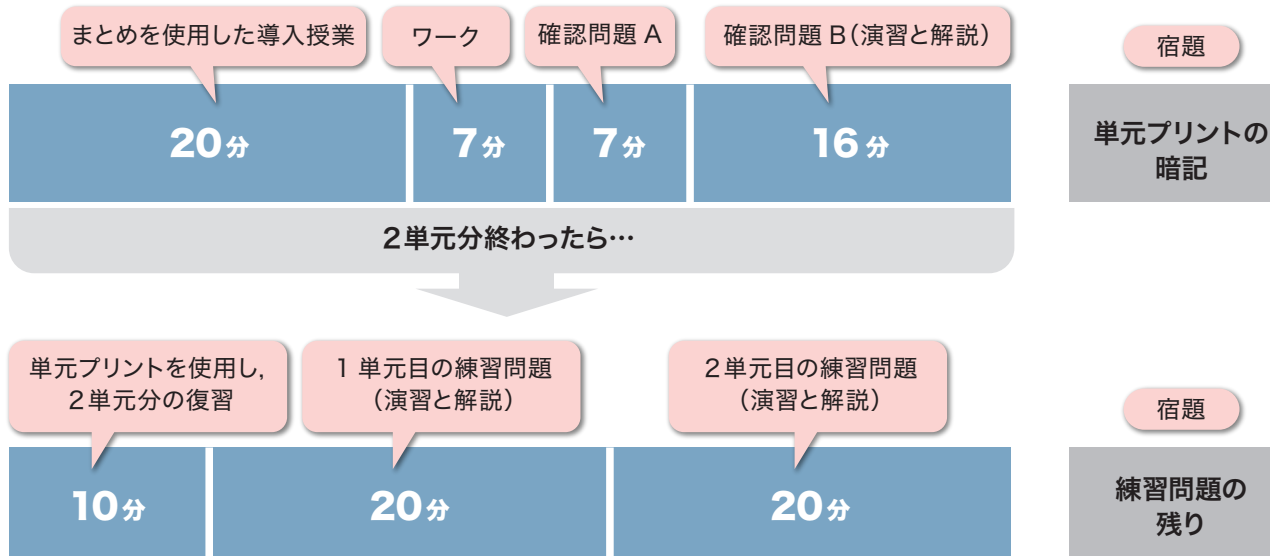 まとめを使用した導入授業
ワーク
確認問題 A
確認問題 B(演習と解説)
宿題
20分
7分
7分
16分
単元プリントの
暗記
2単元分終わったら…
単元プリントを使用し,
2単元分の復習
1 単元目の練習問題
(演習と解説)
2単元目の練習問題
(演習と解説)
宿題
10分
20分
20分
練習問題の
残り